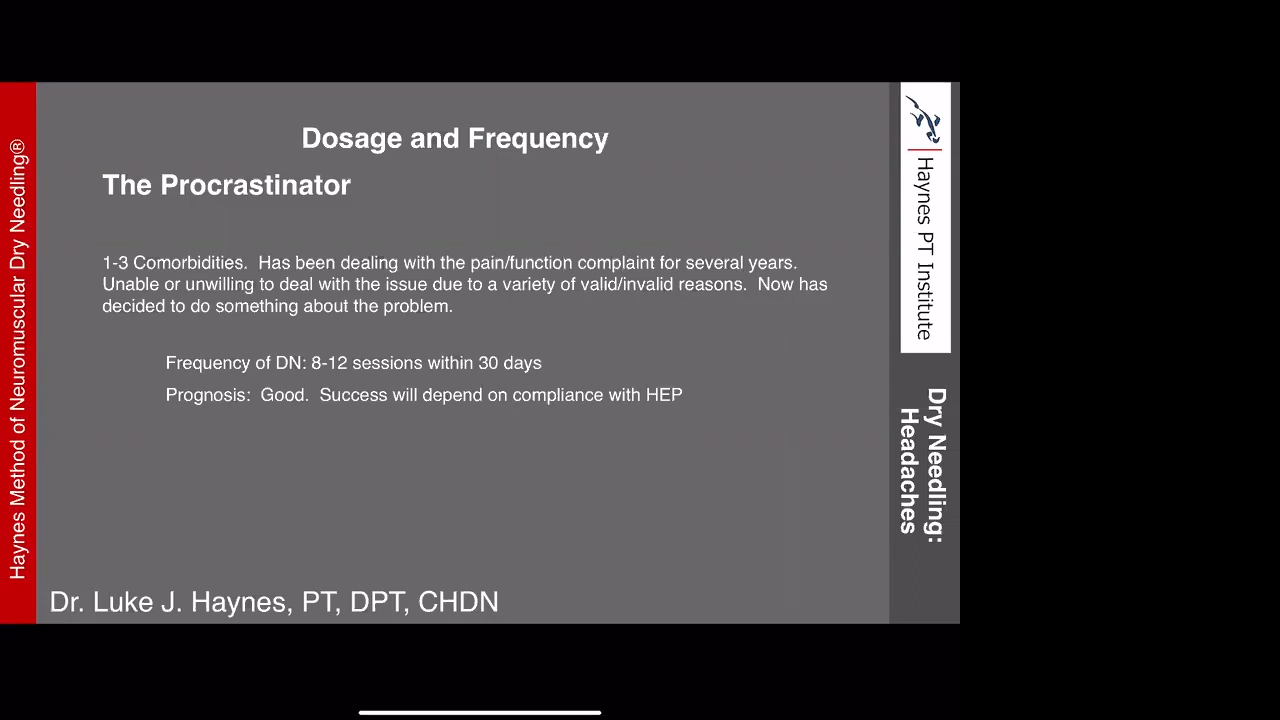 Haynes Method of Neuromuscular Dry Needling®
Dosage and Frequency
The Procrastinator
1-3 Comorbidities.  Has been dealing with the pain/function complaint for several years.
Unable or unwilling to deal with the issue due to a variety of valid/invalid reasons.  Now has
decided to do something about the problem.
Frequency of DN: 8-12 sessions within 30 days
Prognosis:  Good.  Success will depend on compliance with HEP
Dr. Luke J. Haynes, PT, DPT, CHDN
Haynes PT Institute
Dry Needling:
Headaches